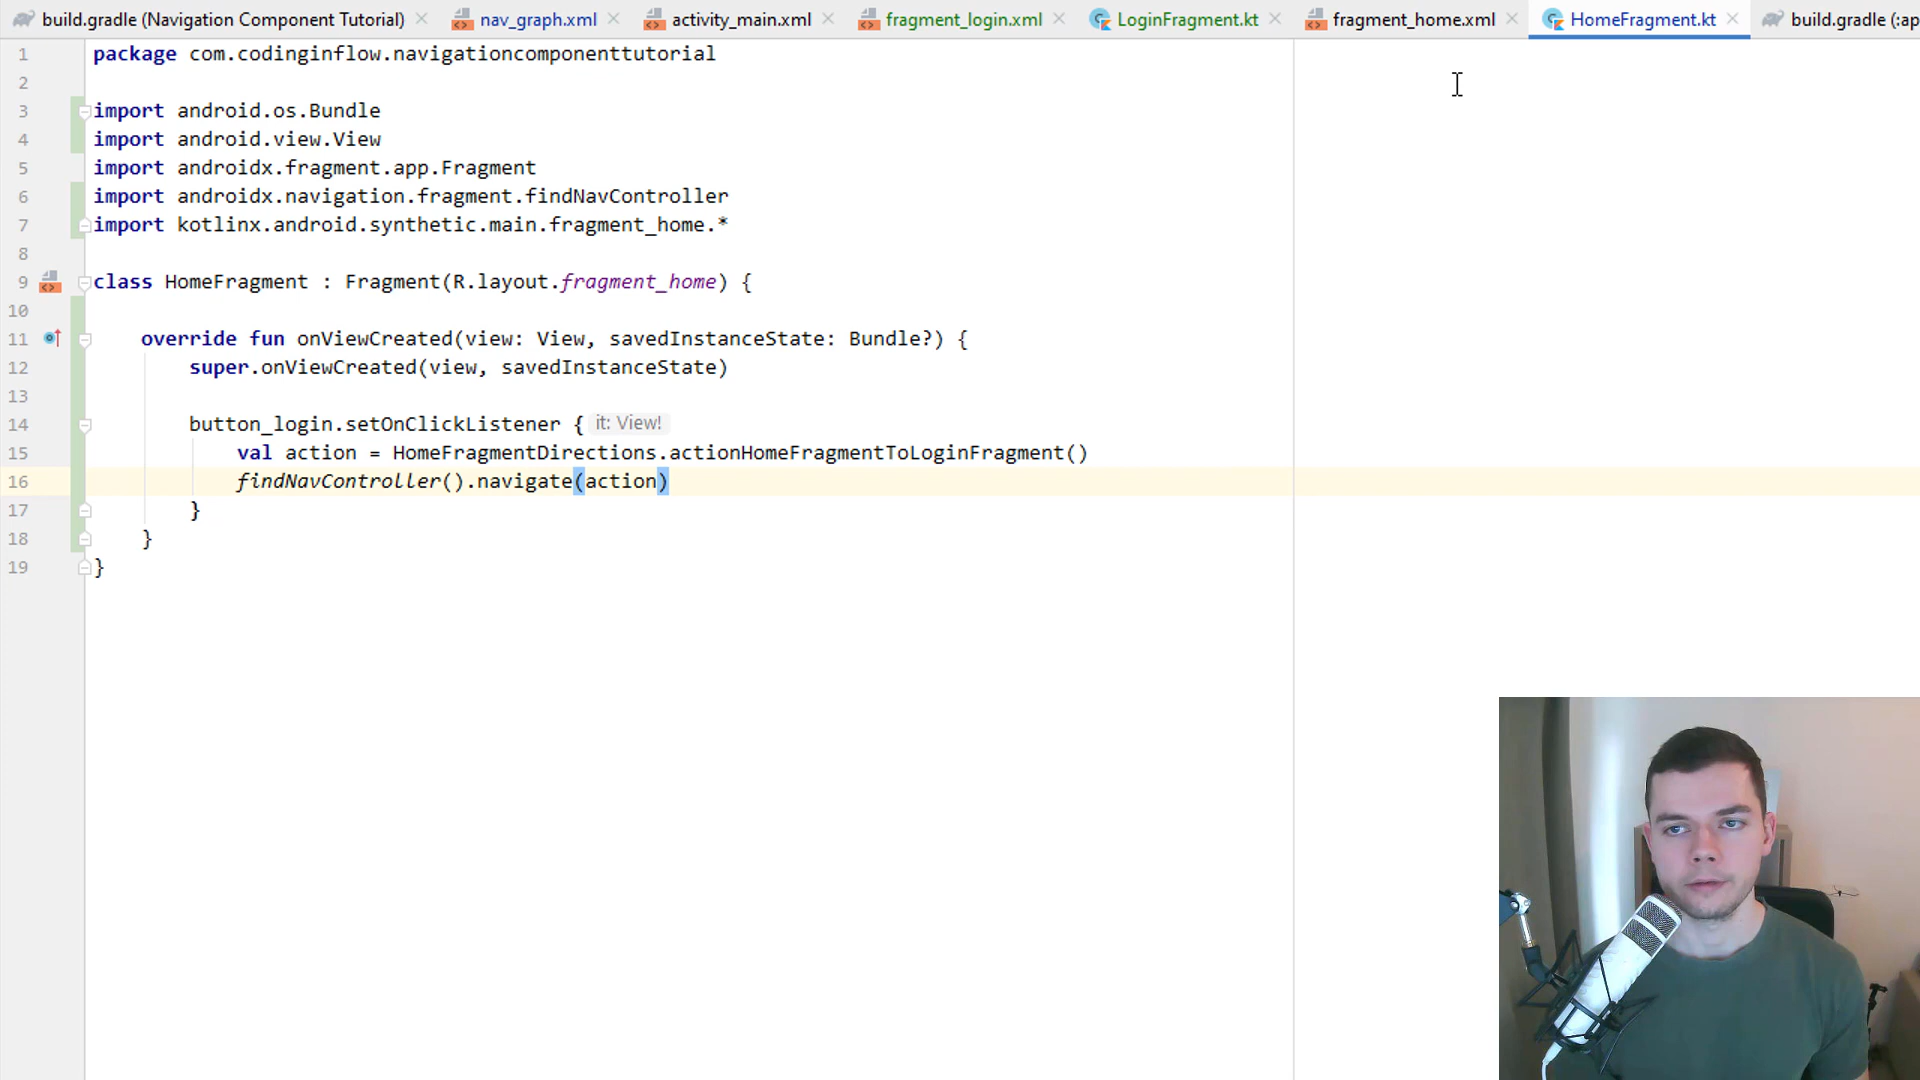 build.gradle (Navigation Component Tutorial) nav_graph.xml activity_main.xml fragment_login.xml LoginFragment.kt fragment_home.xml HomeFragment.kt build.gradle (:ap
1 package com.codinginflow.navigationcomponenttutorial
2
3 import android.os.Bundle
4 import android.view.View
5 import androidx.fragment.app.Fragment
6 import androidx.navigation.fragment.findNavController
7 import kotlinx.android.synthetic.main.fragment_home.*
8
9 class HomeFragment : Fragment(R.layout.fragment_home) {
10
11 override fun onViewCreated(view: View, savedInstanceState: Bundle?) {
12 super.onViewCreated(view, savedInstanceState)
13
14 button_login.setOnClickListener { it: View!
15 val action = HomeFragmentDirections.actionHomeFragmentToLoginFragment()
16 findNavController().navigate(action)
17 }
18 }
19 }